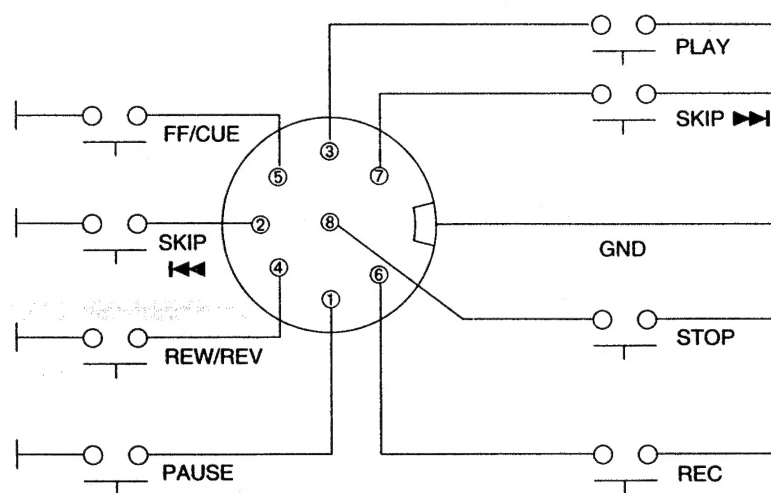 PLAY
SKIP ▶▶|
FF/CUE
③
⑤
⑦
②
⑧
SKIP
|◀◀
GND
④
⑥
①
STOP
REW/REV
PAUSE
REC